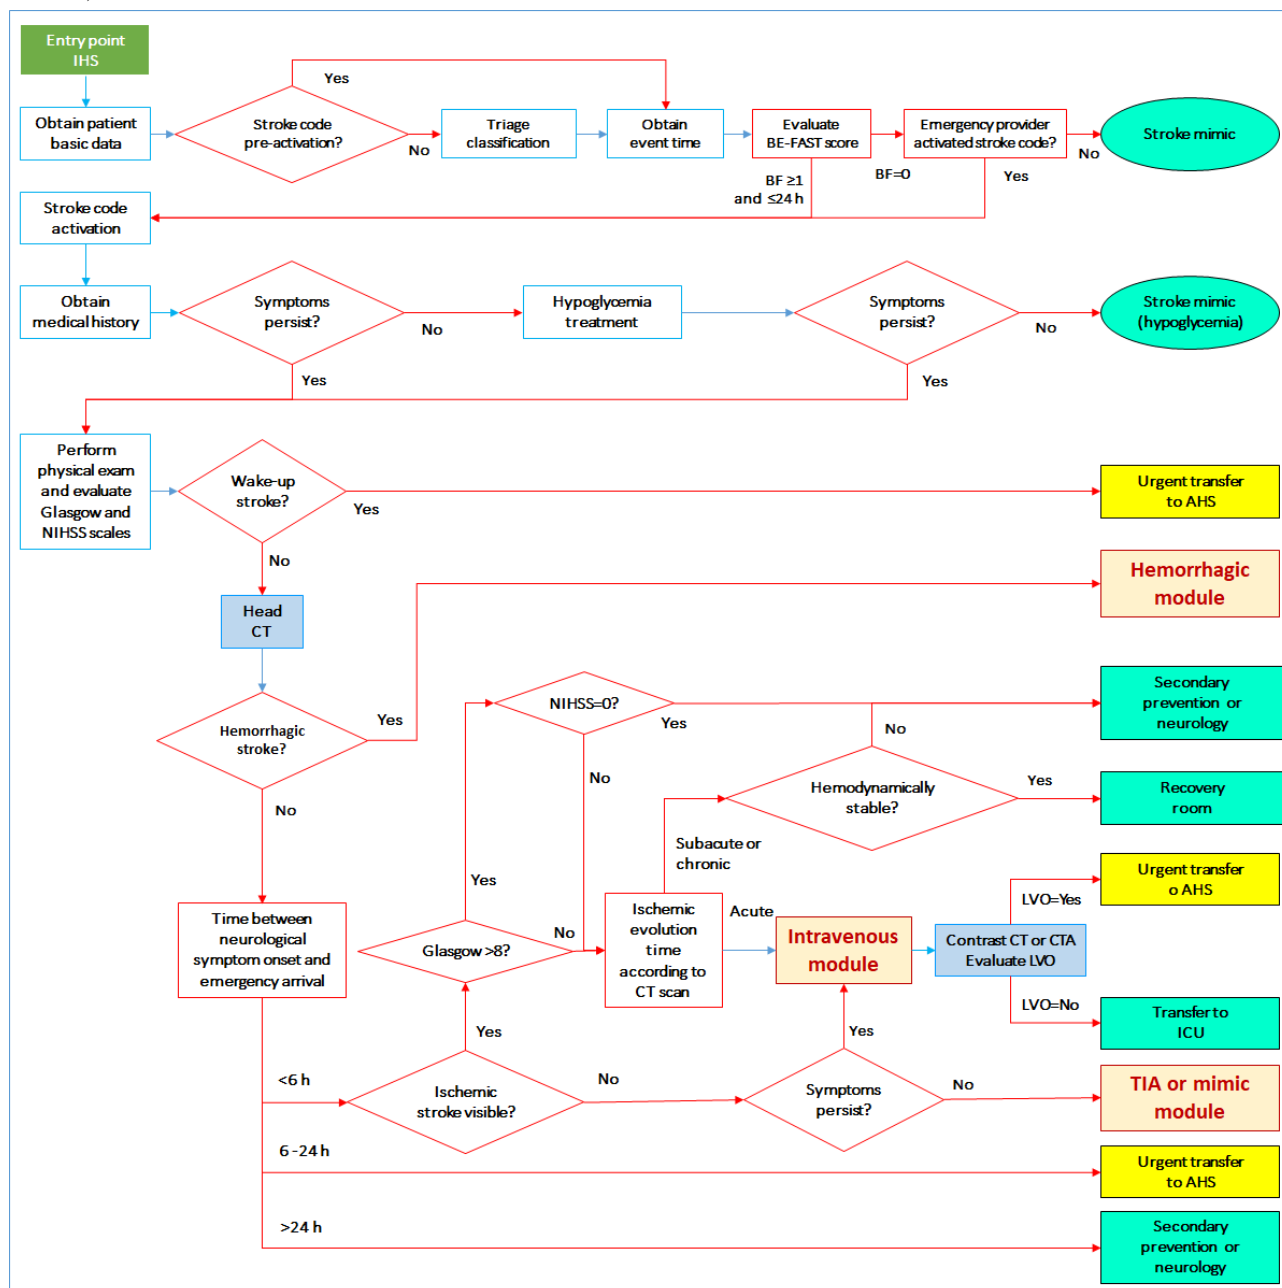 Entry point
IHS
Obtain patient
basic data
Stroke code
pre-activation?
Yes
No
Triage
classification
Obtain
event time
Evaluate
BE-FAST score
Emergency provider
activated stroke code?
No
Stroke mimic
BF ≥1
and ≤24 h
BF=0
Yes
Stroke code
activation
Obtain
medical history
Symptoms
persist?
No
Yes
Hypoglycemia
treatment
Symptoms
persist?
No
Yes
Stroke mimic
(hypoglycemia)
Perform
physical exam
and evaluate
Glasgow and
NIHSS scales
Wake-up
stroke?
Yes
No
Urgent transfer
to AHS
Head
CT
Hemorrhagic
module
Hemorrhagic
stroke?
Yes
No
NIHSS=0?
Yes
No
Secondary
prevention or
neurology
No
Hemodynamically
stable?
Yes
Recovery
room
Subacute or
chronic
Time between
neurological
symptom onset and
emergency arrival
Yes
Glasgow >8?
No
Ischemic
evolution
time
according to
CT scan
Acute
Intravenous
module
Contrast CT or CTA
Evaluate LVO
LVO=Yes
Urgent transfer
o AHS
LVO=No
Transfer to
ICU
Yes
Yes
<6 h
Ischemic
stroke visible?
No
Symptoms
persist?
No
TIA or mimic
module
6 -24 h
Urgent transfer
to AHS
>24 h
Secondary
prevention or
neurology